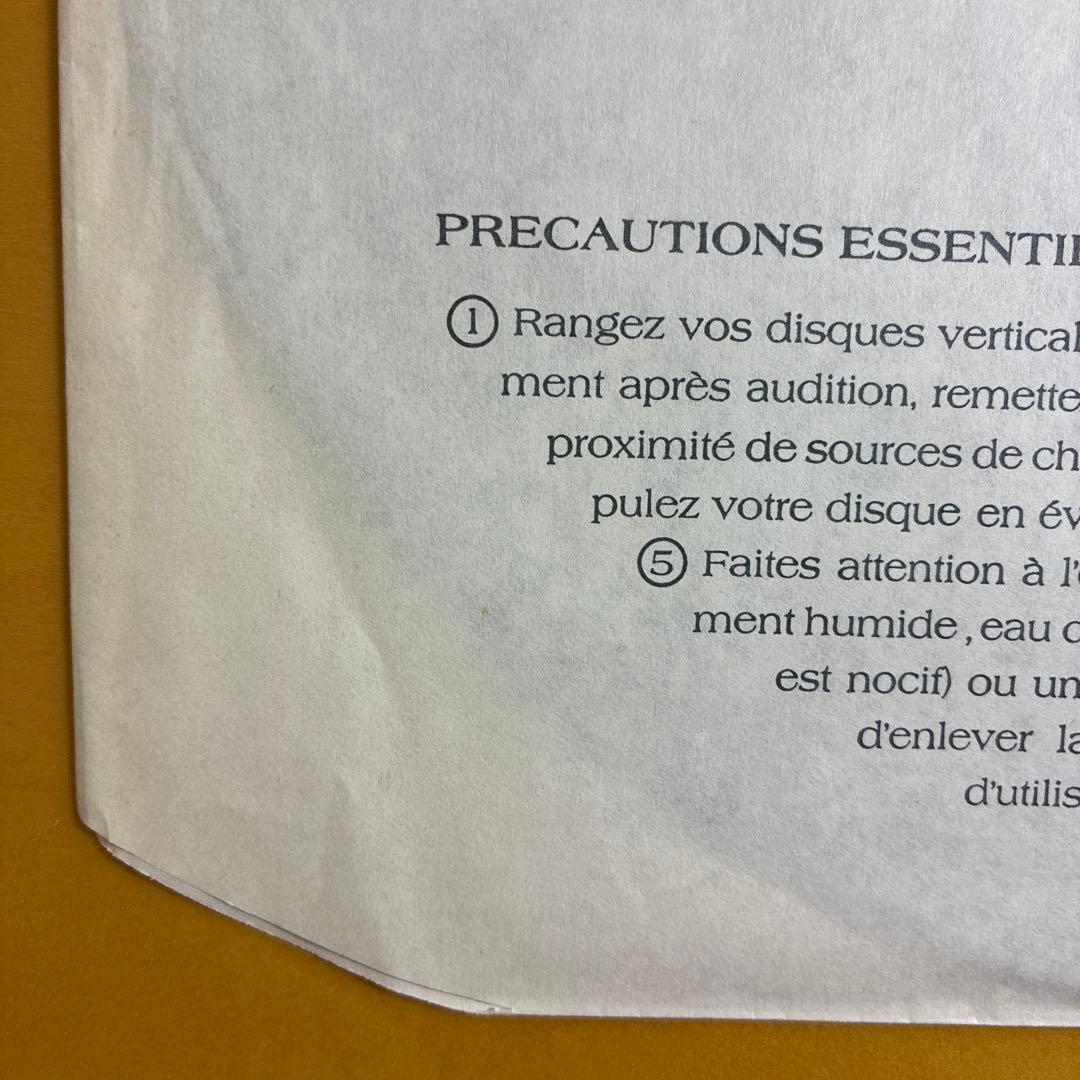 PRECAUTIONS ESSENTIE
① Rangez vos disques vertical
ment après audition, remette
proximité de sources de ch
pulez votre disque en év
⑤ Faites attention à l'
ment humide, eau d
est nocif) ou un
d'enlever la
d'utilis